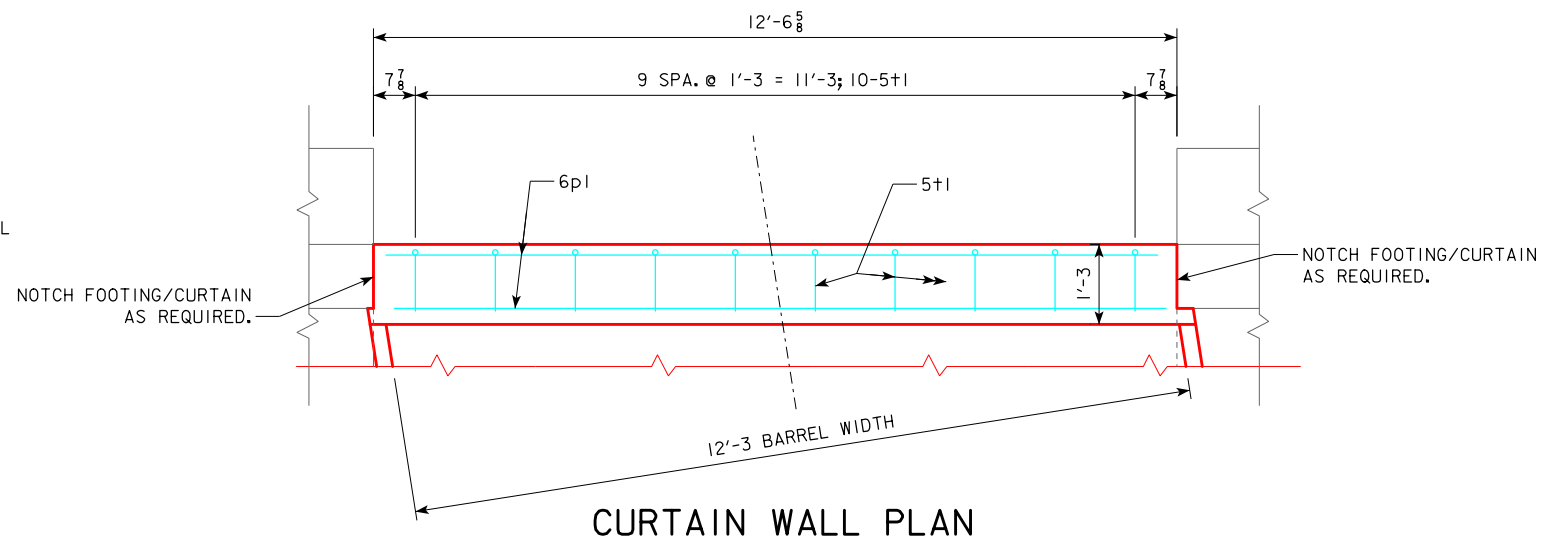 12'-6 5/8
7 7/8
9 SPA. @ 1'-3 = 11'-3; 10-5t1
7 7/8
6p1
5t1
L
NOTCH FOOTING/CURTAIN
AS REQUIRED.
1'-3
NOTCH FOOTING/CURTAIN
AS REQUIRED.
12'-3 BARREL WIDTH
CURTAIN WALL PLAN